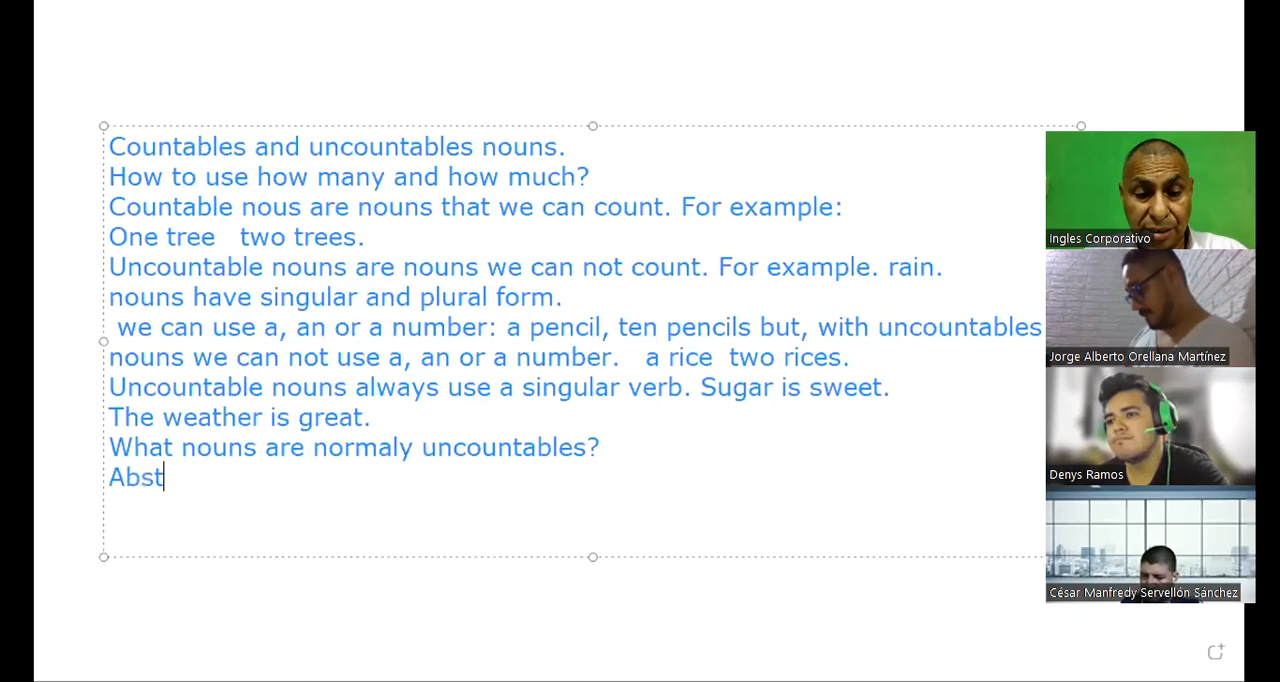 Countables and uncountables nouns.
How to use how many and how much?
Countable nous are nouns that we can count. For example:
One tree   two trees.
Uncountable nouns are nouns we can not count. For example. rain.
nouns have singular and plural form.
we can use a, an or a number: a pencil, ten pencils but, with uncountables
nouns we can not use a, an or a number.   a rice  two rices.
Uncountable nouns always use a singular verb. Sugar is sweet.
The weather is great.
What nouns are normaly uncountables?
Abst
Ingles Corporativo
Jorge Alberto Orellana Martínez
Denys Ramos
César Manfredy Servellón Sánchez